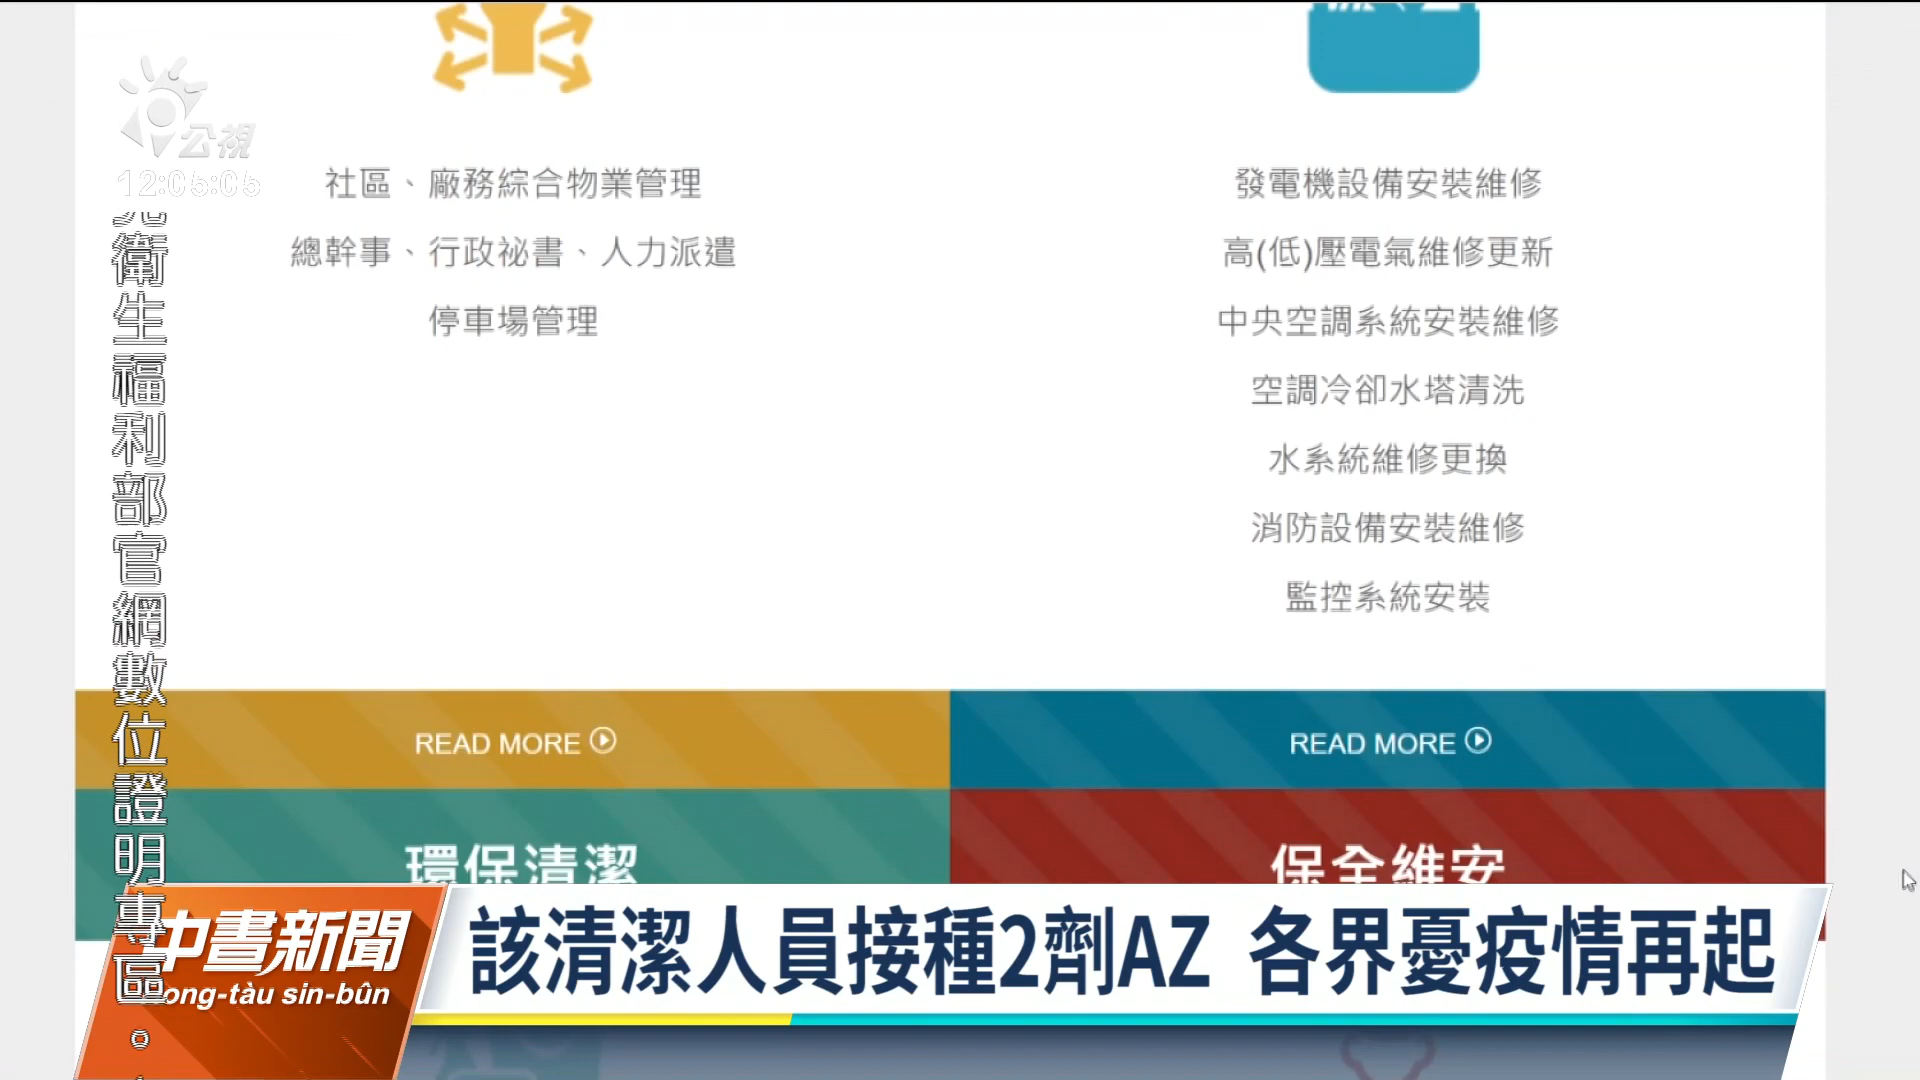 公視
12:05:05
社區、廠務綜合物業管理
總幹事、行政祕書、人力派遣
停車場管理
發電機設備安裝維修
高(低)壓電氣維修更新
中央空調系統安裝維修
空調冷卻水塔清洗
水系統維修更換
消防設備安裝維修
監控系統安裝
READ MORE
READ MORE
環保清潔
保全維安
衛生福利部官網數位證明專區。
中晝新聞
ong-tàu sin-bûn
該清潔人員接種2劑AZ 各界憂疫情再起